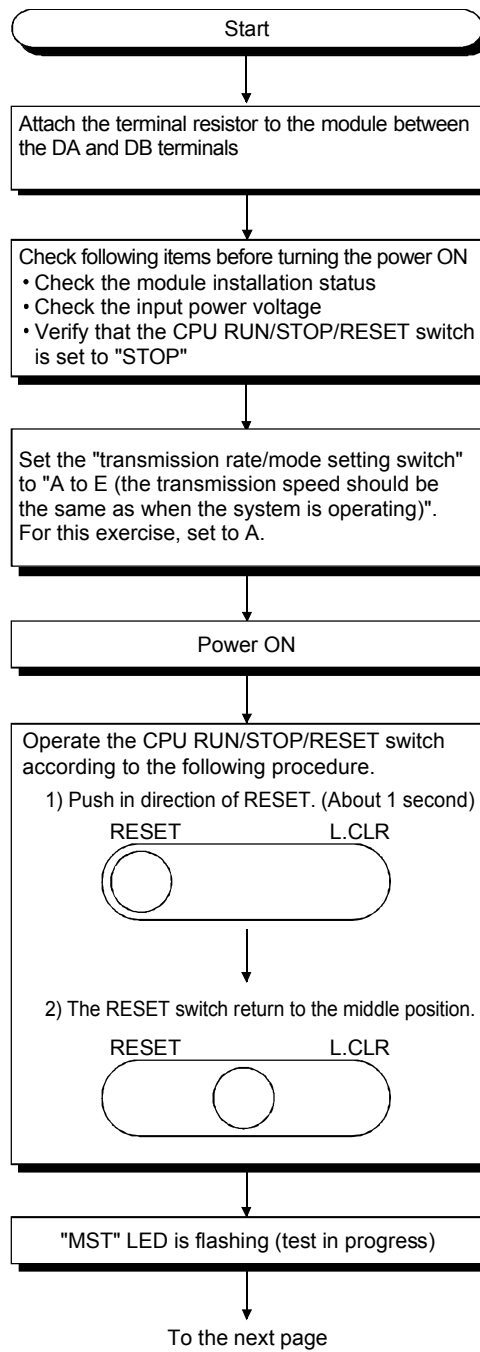 Start
Attach the terminal resistor to the module between
the DA and DB terminals
Check following items before turning the power ON
• Check the module installation status
• Check the input power voltage
• Verify that the CPU RUN/STOP/RESET switch
is set to "STOP"
Set the "transmission rate/mode setting switch"
to "A to E (the transmission speed should be
the same as when the system is operating)".
For this exercise, set to A.
Power ON
Operate the CPU RUN/STOP/RESET switch
according to the following procedure.
1) Push in direction of RESET. (About 1 second)
RESET L.CLR
2) The RESET switch return to the middle position.
RESET L.CLR
"MST" LED is flashing (test in progress)
To the next page